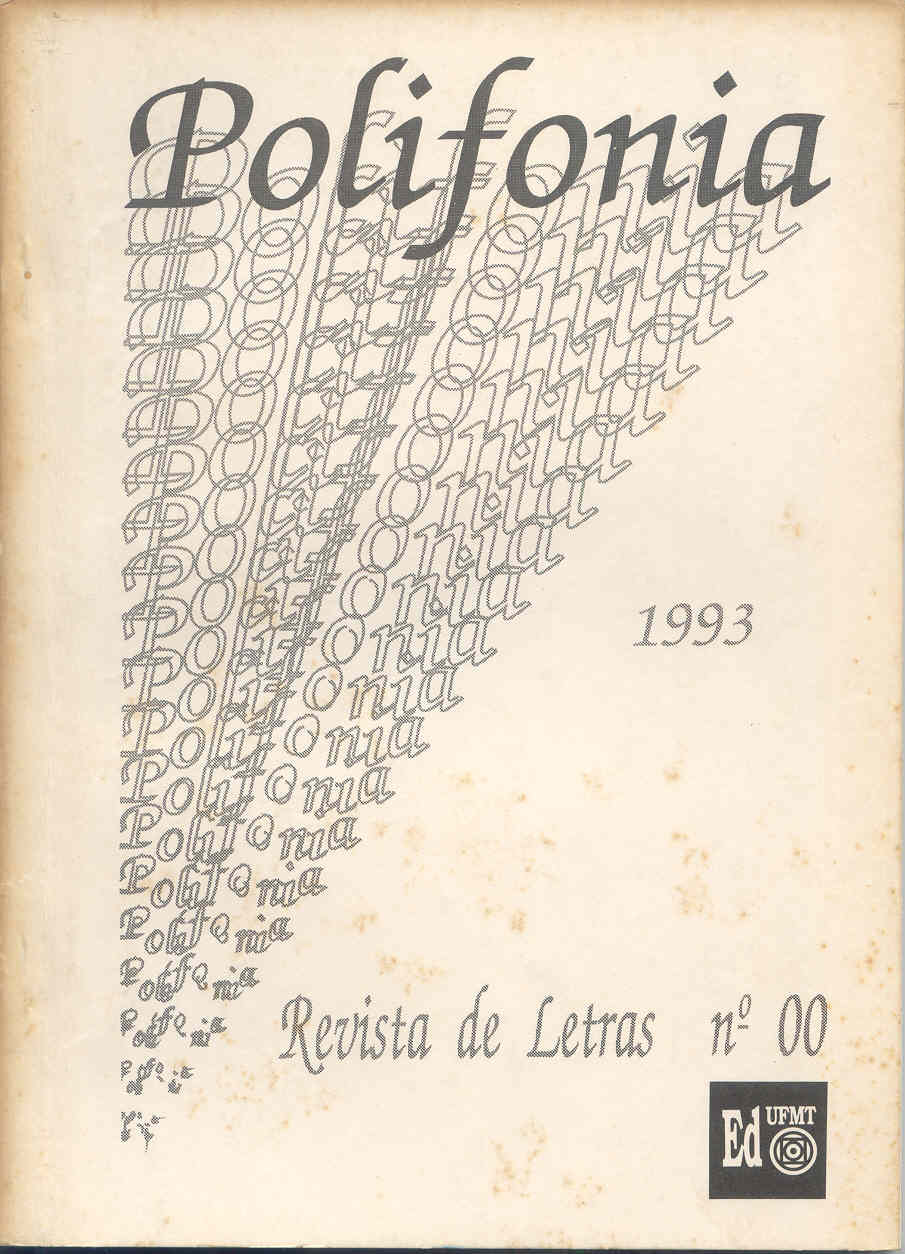 Polifonia
1993
Revista de Letras nº 00
Ed UFMT